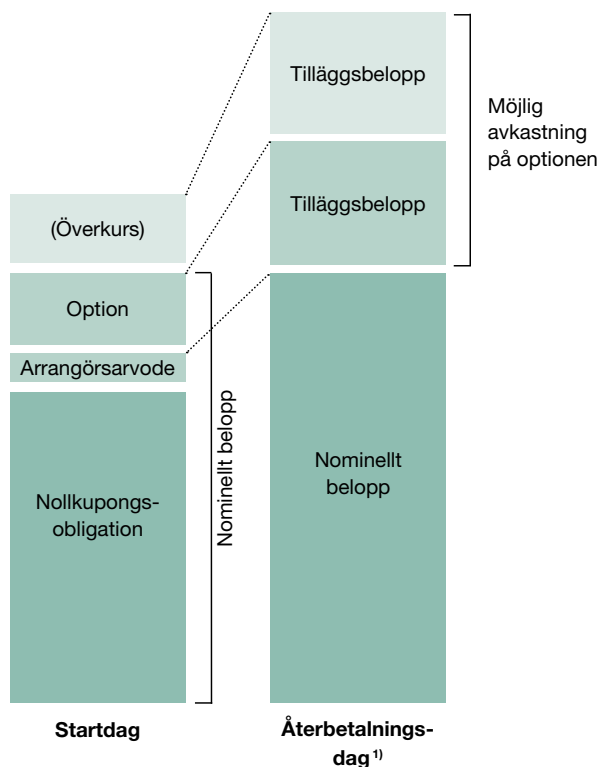 Tilläggsbelopp
Möjlig
avkastning
på optionen
Tilläggsbelopp
(Överkurs)
Option
Arrangörsarvode
Nollkupongs-
obligation
Nominellt belopp
Nominellt
belopp
Startdag
Återbetalnings-
dag 1)